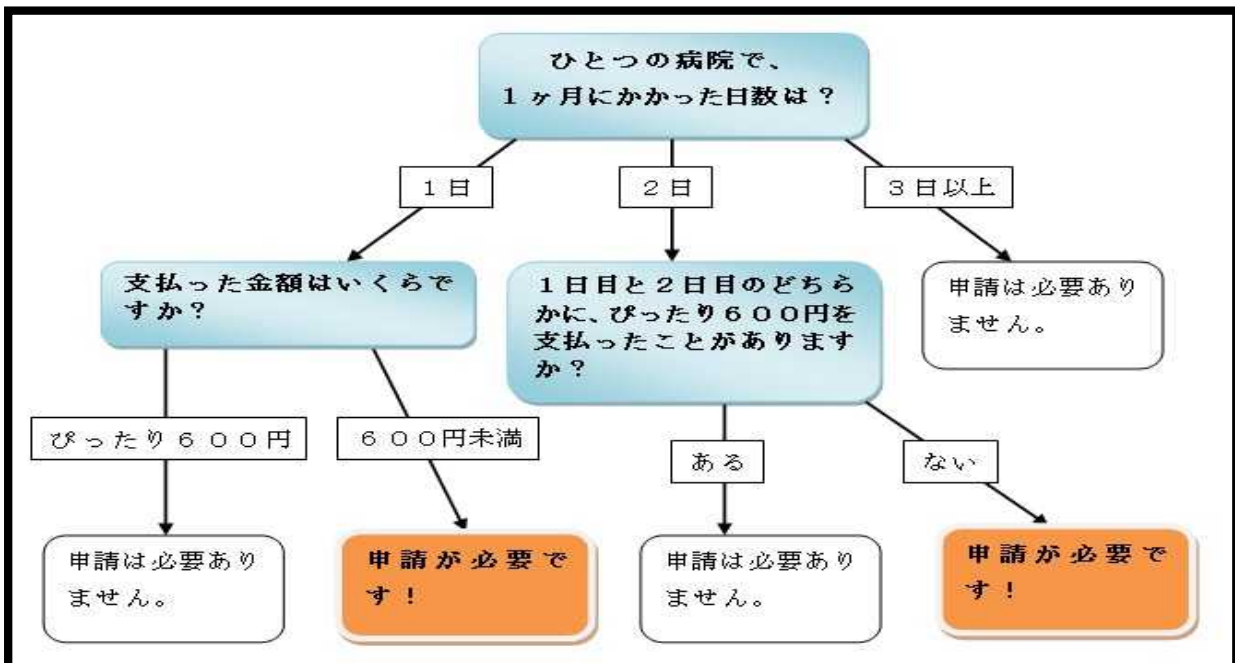 ひとつの病院で、
１ヶ月にかかった日数は？
１日
２日
３日以上
支払った金額はいくらで
すか？
１日目と２日目のどちら
かに、ぴったり６００円を
支払ったことがあります
か？
申請は必要あり
ません。
ぴったり６００円
６００円未満
ある
ない
申請は必要あり
ません。
申請が必要で
す！
申請は必要あり
ません。
申請が必要で
す！